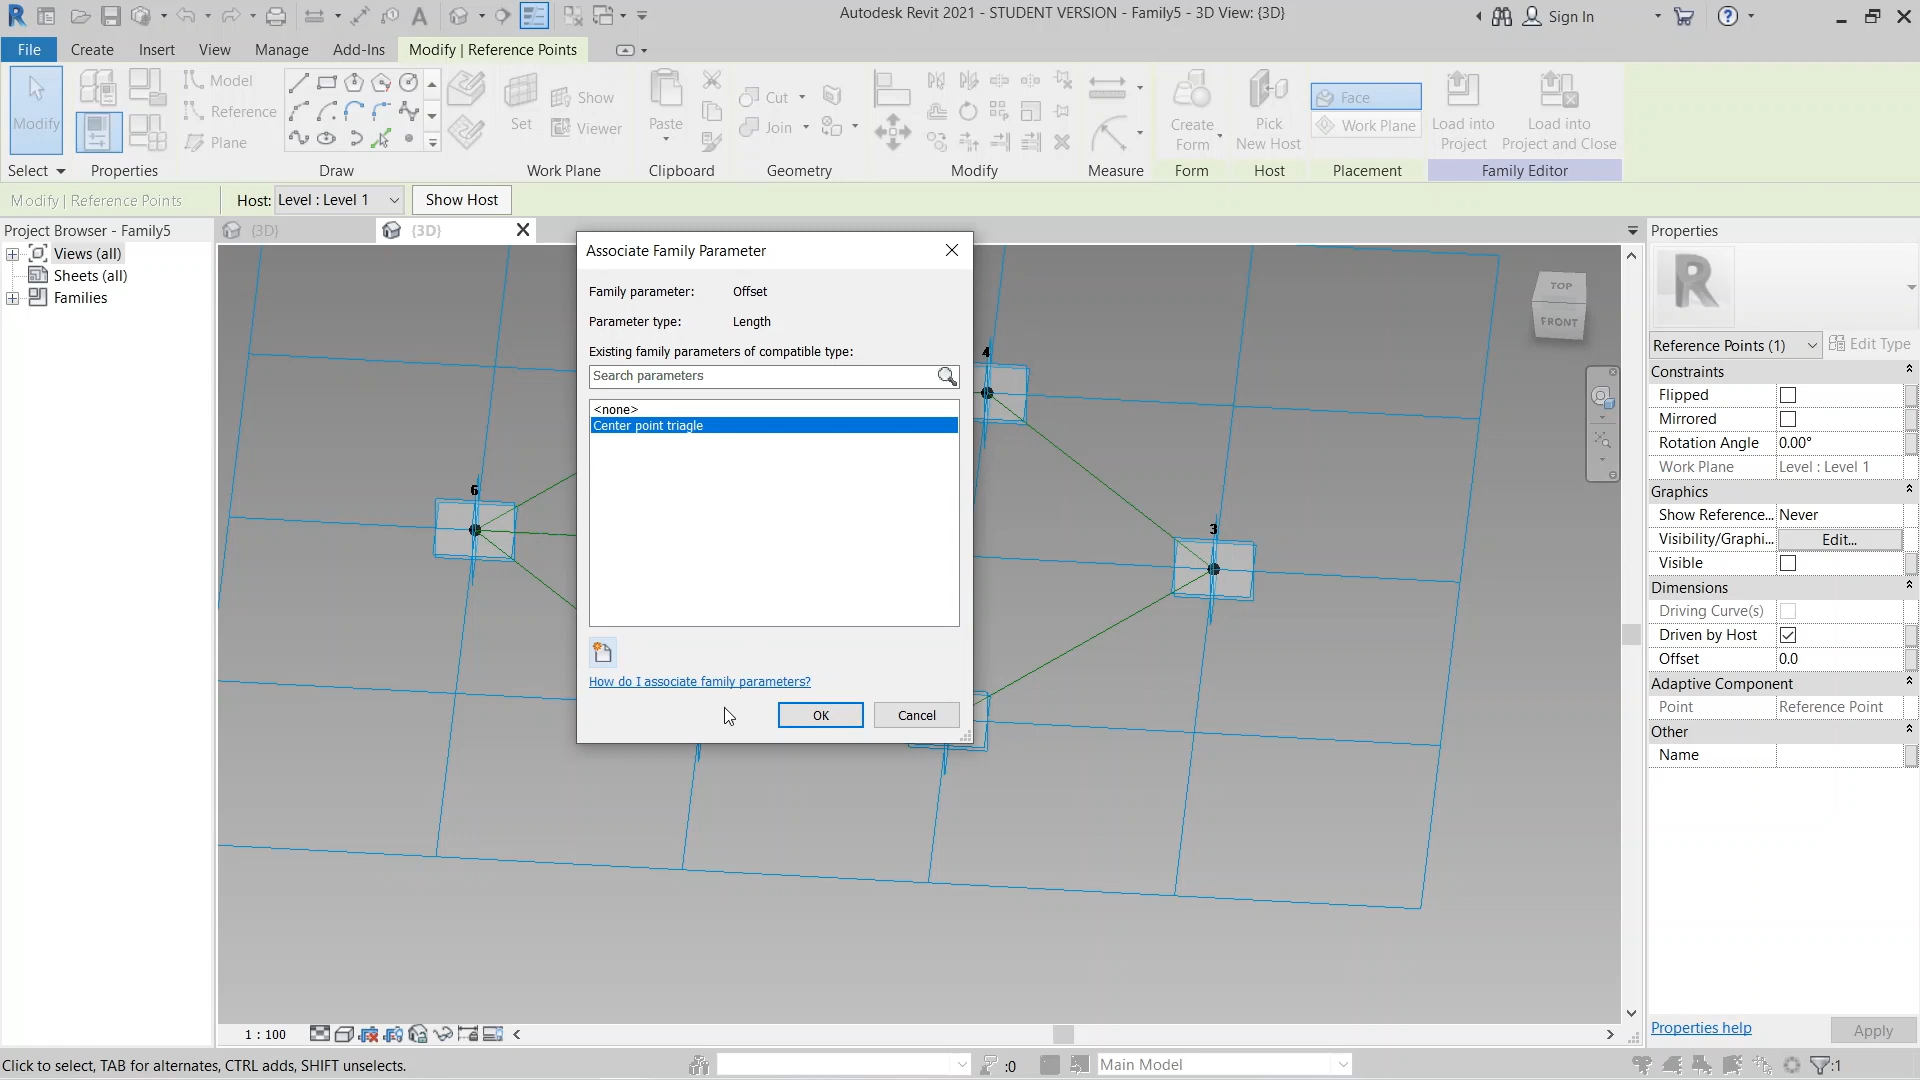 Autodesk Revit 2021 - STUDENT VERSION - Family5 - 3D View: {3D}
Sign In
File Create Insert View Manage Add-Ins Modify | Reference Points
Modify
Model
Reference
Plane
Set
Show
Viewer
Paste
Cut
Join
Create Form
Pick New Host
Face
Work Plane
Load into Project
Load into Project and Close
Select Properties Draw Work Plane Clipboard Geometry Modify Measure Form Host Placement Family Editor
Modify | Reference Points Host: Level : Level 1 Show Host
Project Browser - Family5
Views (all)
Sheets (all)
Families
{3D}
{3D}
Associate Family Parameter
Family parameter: Offset
Parameter type: Length
Existing family parameters of compatible type:
Search parameters
<none>
Center point triagle
How do I associate family parameters?
OK Cancel
4
6
3
TOP
FRONT
Properties
R
Reference Points (1) Edit Type
Constraints
Flipped
Mirrored
Rotation Angle 0.00°
Work Plane Level : Level 1
Graphics
Show Reference... Never
Visibility/Graphi... Edit...
Visible
Dimensions
Driving Curve(s)
Driven by Host
Offset 0.0
Adaptive Component
Point Reference Point
Other
Name
Properties help Apply
1 : 100
Click to select, TAB for alternates, CTRL adds, SHIFT unselects.
:0
Main Model
:1